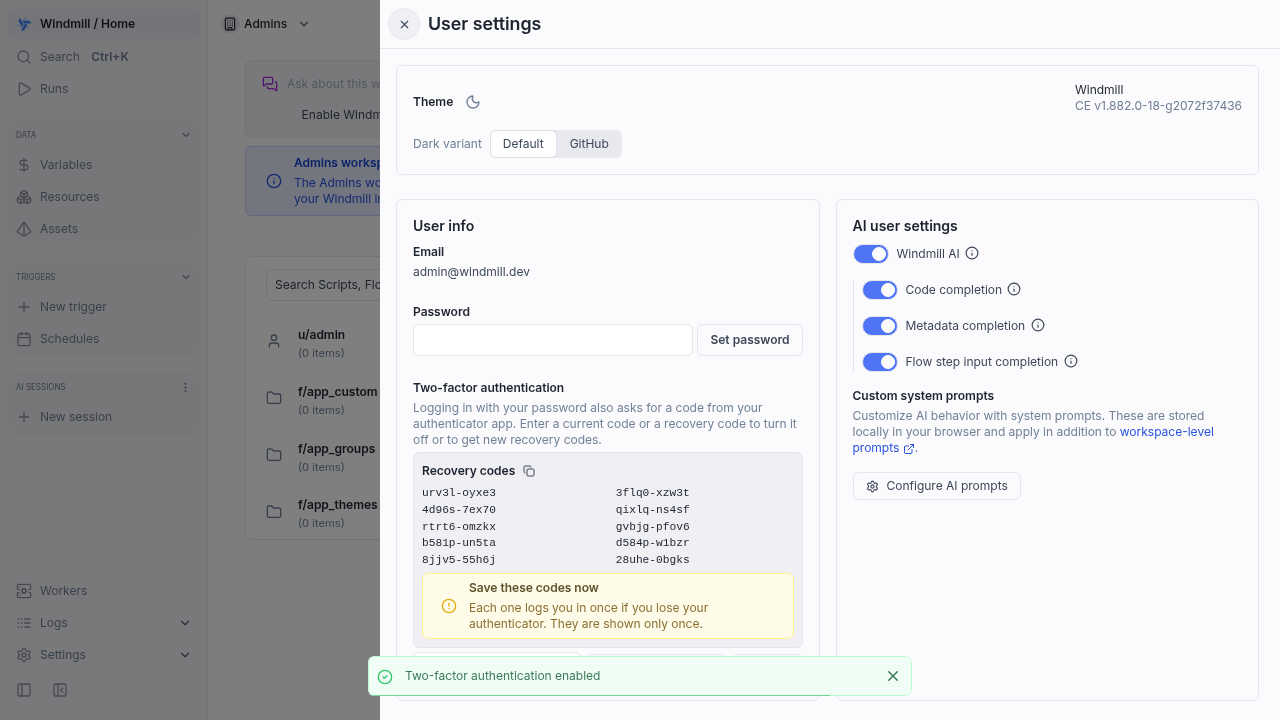 Windmill / Home
Search Ctrl+K
Runs
DATA
Variables
Resources
Assets
TRIGGERS
New trigger
Schedules
AI SESSIONS
New session
Workers
Logs
Settings
Admins
Ask about this w
Enable Windm
Admins worksp
The Admins wo
your Windmill in
Search Scripts, Flo
u/admin
(0 items)
f/app_custom
(0 items)
f/app_groups
(0 items)
f/app_themes
(0 items)
User settings
Theme
Windmill
CE v1.882.0-18-g2072f37436
Dark variant Default GitHub
User info
Email
admin@windmill.dev
Password
Set password
Two-factor authentication
Logging in with your password also asks for a code from your
authenticator app. Enter a current code or a recovery code to turn it
off or to get new recovery codes.
Recovery codes
urv3l-oyxe3 3flq0-xzw3t
4d96s-7ex70 qixlq-ns4sf
rtrt6-omzkx gvbjg-pfov6
b581p-un5ta d584p-w1bzr
8jjv5-55h6j 28uhe-0bgks
Save these codes now
Each one logs you in once if you lose your
authenticator. They are shown only once.
AI user settings
Windmill AI
Code completion
Metadata completion
Flow step input completion
Custom system prompts
Customize AI behavior with system prompts. These are stored
locally in your browser and apply in addition to workspace-level
prompts .
Configure AI prompts
Two-factor authentication enabled